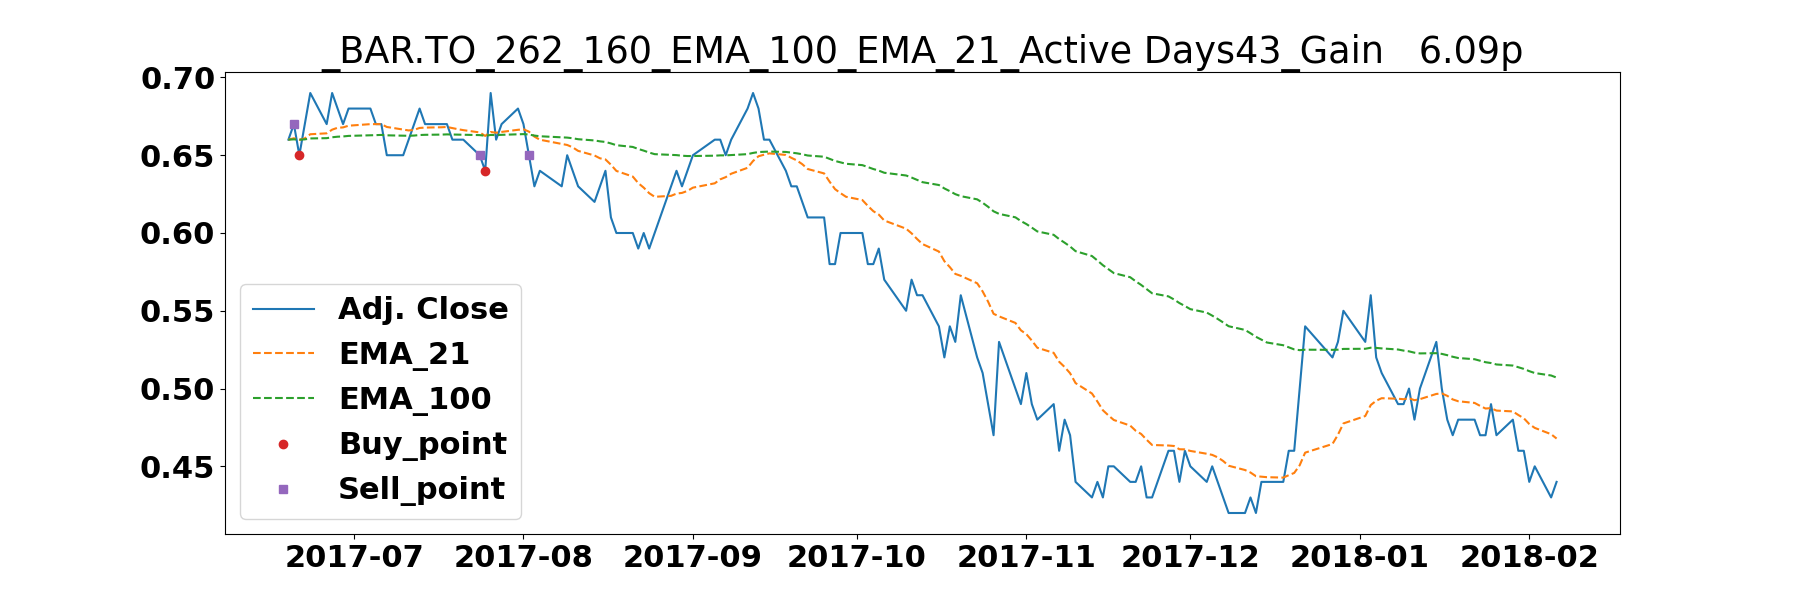 _BAR.TO_262_160_EMA_100_EMA_21_Active Days43_Gain   6.09p
0.70
0.65
0.60
0.55
0.50
0.45
Adj. Close
EMA_21
EMA_100
Buy_point
Sell_point
2017-07 2017-08 2017-09 2017-10 2017-11 2017-12 2018-01 2018-02